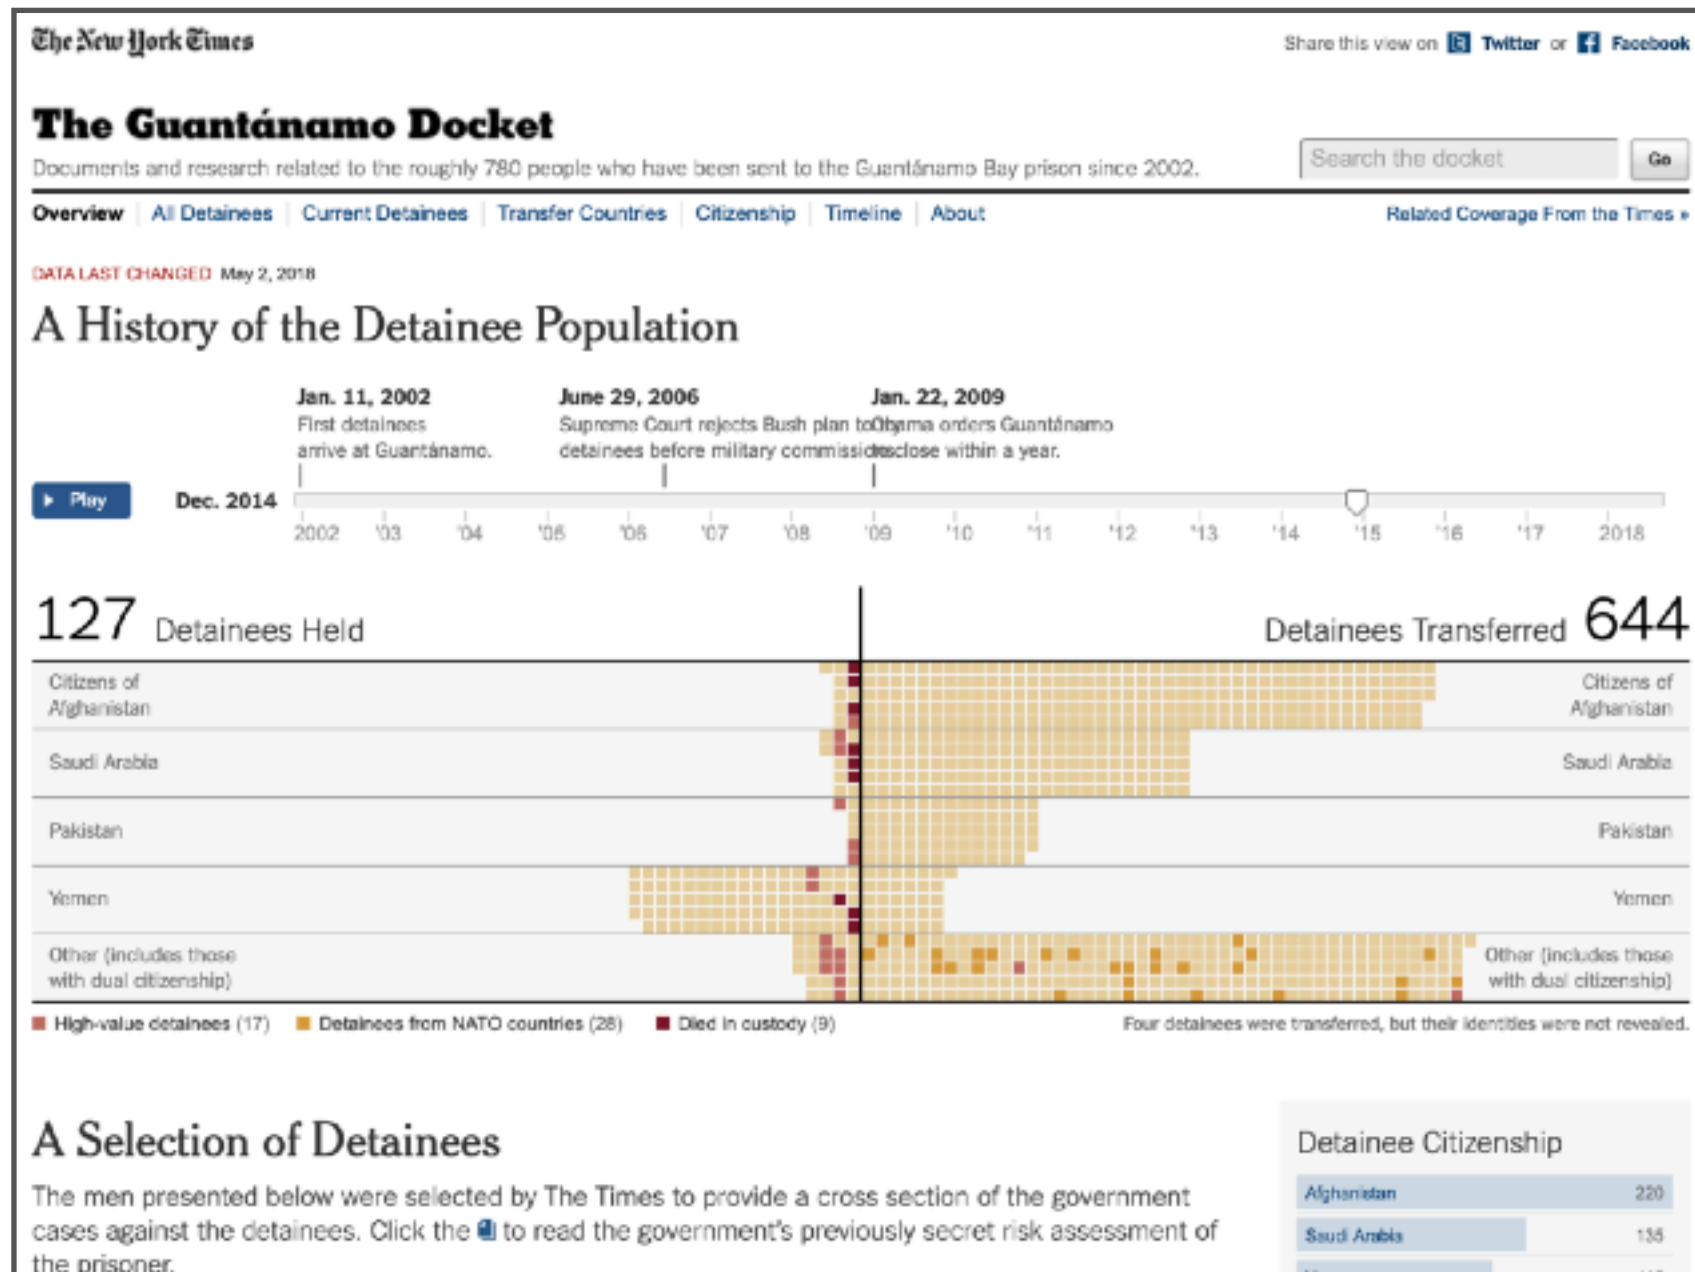 The New York Times
Share this view on Twitter or Facebook
The Guantánamo Docket
Documents and research related to the roughly 780 people who have been sent to the Guantánamo Bay prison since 2002.
Search the docket Go
Overview All Detainees Current Detainees Transfer Countries Citizenship Timeline About Related Coverage From the Times »
DATA LAST CHANGED May 2, 2018
A History of the Detainee Population
Jan. 11, 2002
First detainees
arrive at Guantánamo.
June 29, 2006
Supreme Court rejects Bush plan to try
detainees before military commissions.
Jan. 22, 2009
Obama orders Guantánamo
to close within a year.
Play Dec. 2014
2002 '03 '04 '05 '06 '07 '08 '09 '10 '11 '12 '13 '14 '15 '16 '17 2018
127 Detainees Held
Detainees Transferred 644
Citizens of
Afghanistan
Citizens of
Afghanistan
Saudi Arabia Saudi Arabia
Pakistan Pakistan
Yemen Yemen
Other (includes those
with dual citizenship)
Other (includes those
with dual citizenship)
High-value detainees (17) Detainees from NATO countries (28) Died in custody (9)
Four detainees were transferred, but their identities were not revealed.
A Selection of Detainees
The men presented below were selected by The Times to provide a cross section of the government
cases against the detainees. Click the to read the government's previously secret risk assessment of
the prisoner.
Detainee Citizenship
Afghanistan 220
Saudi Arabia 135